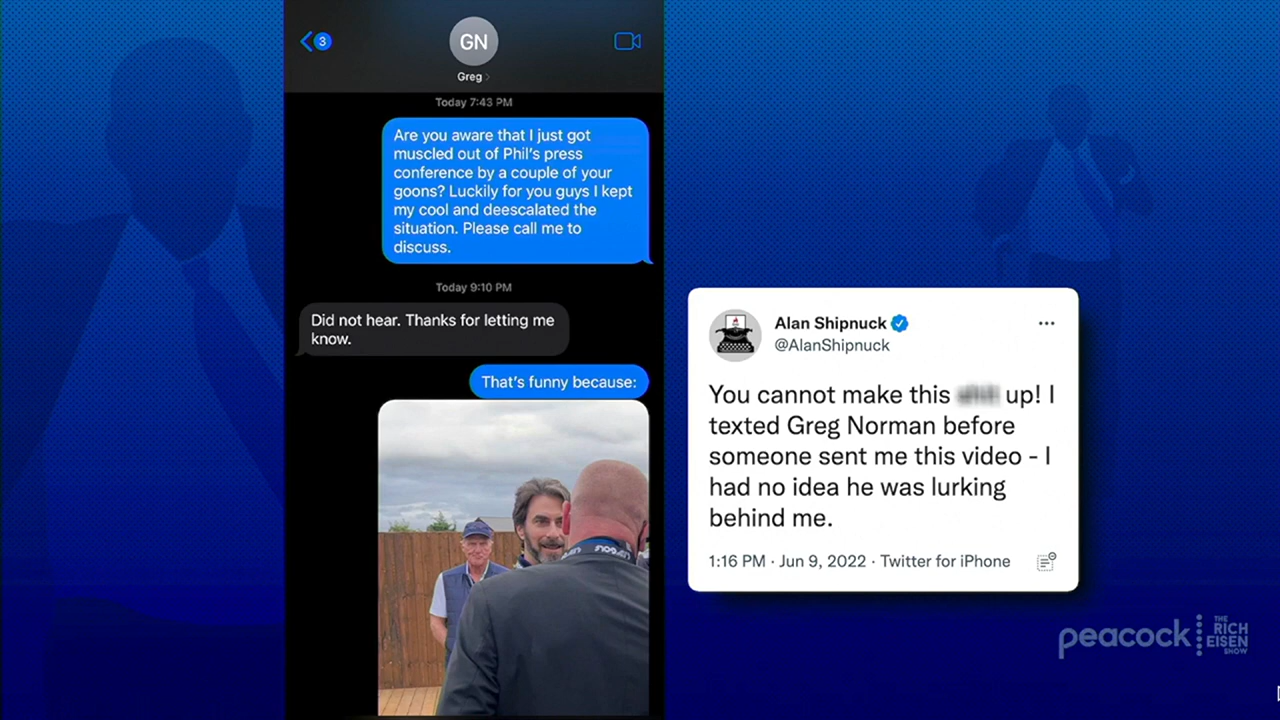 3
GN
Greg
Today 7:43 PM
Are you aware that I just got
muscled out of Phil's press
conference by a couple of your
goons? Luckily for you guys I kept
my cool and deescalated the
situation. Please call me to
discuss.
Today 9:10 PM
Did not hear. Thanks for letting me
know.
That's funny because:
Alan Shipnuck
@AlanShipnuck
You cannot make this up! I
texted Greg Norman before
someone sent me this video - I
had no idea he was lurking
behind me.
1:16 PM · Jun 9, 2022 · Twitter for iPhone
peacock
THE
RICH
EISEN
SHOW